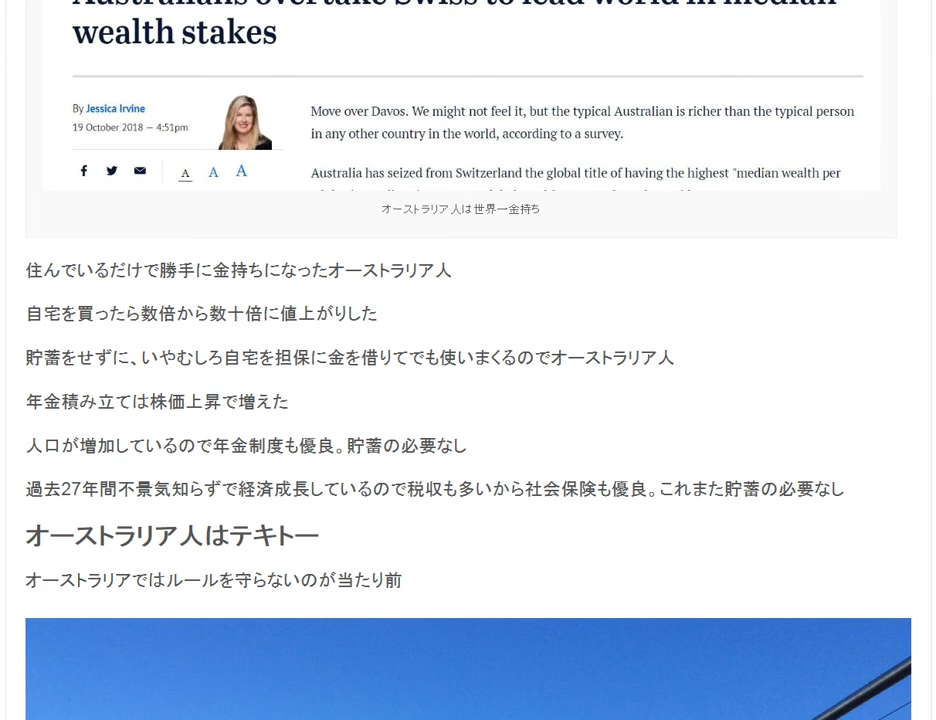 Australians overtake Swiss to lead world in median
wealth stakes
By Jessica Irvine
19 October 2018 — 4:51pm
A A A
Move over Davos. We might not feel it, but the typical Australian is richer than the typical person
in any other country in the world, according to a survey.
Australia has seized from Switzerland the global title of having the highest "median wealth per
オーストラリア人は世界一金持ち
住んでいるだけで勝手に金持ちになったオーストラリア人
自宅を買ったら数倍から数十倍に値上がりした
貯蓄をせずに、いやむしろ自宅を担保に金を借りてでも使いまくるのでオーストラリア人
年金積み立ては株価上昇で増えた
人口が増加しているので年金制度も優良。貯蓄の必要なし
過去27年間不景気知らずで経済成長しているので税収も多いから社会保険も優良。これまた貯蓄の必要なし
オーストラリア人はテキトー
オーストラリアではルールを守らないのが当たり前